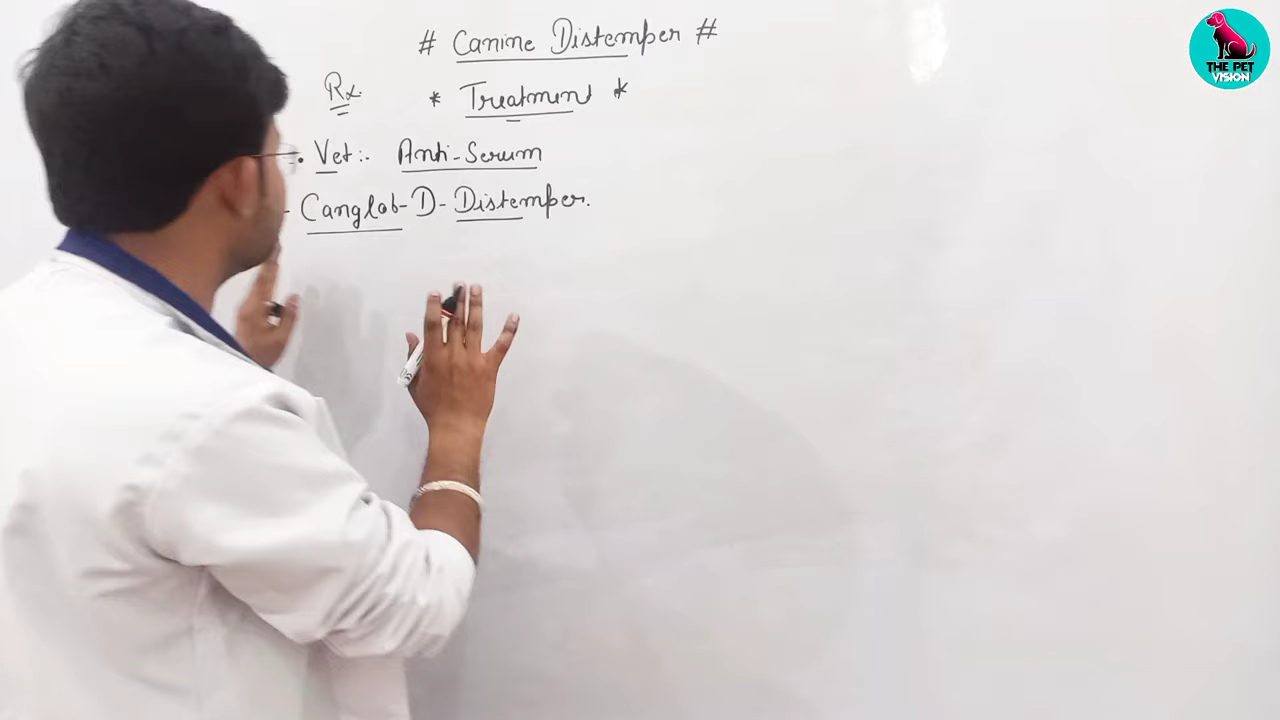 # Canine Distemper #
Rx * Treatment *
• Vet:- Anti-Serum
- Canglob-D-Distemper.
THE PET
VISION